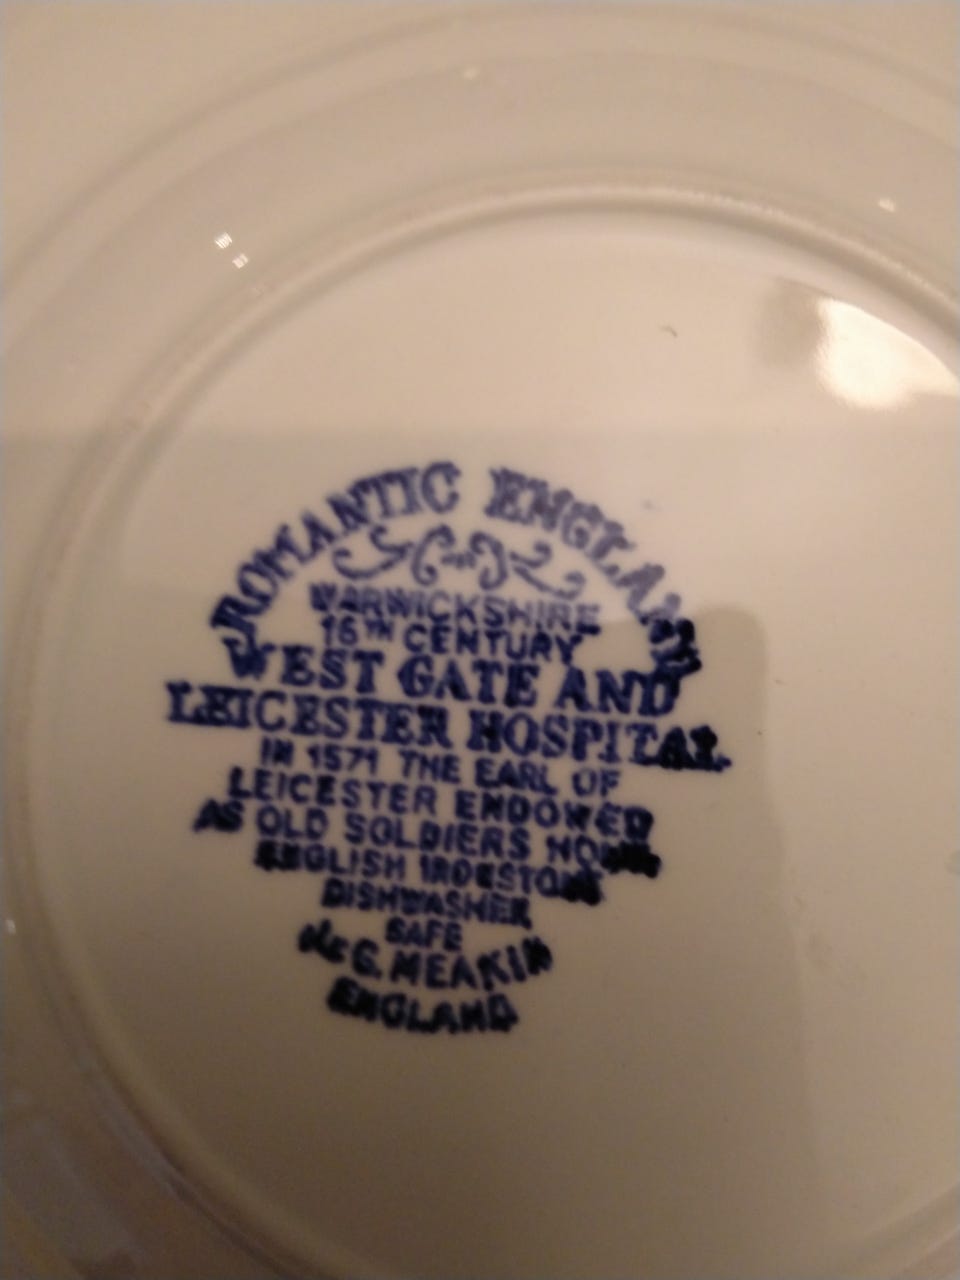 ROMANTIC ENGLAND
WARWICKSHIRE
16TH CENTURY
WEST GATE AND
LEICESTER HOSPITAL
IN 1571 THE EARL OF
LEICESTER ENDOWED
AS OLD SOLDIERS HOME
ENGLISH IRONSTONE
DISHWASHER
SAFE
J & G. MEAKIN
ENGLAND